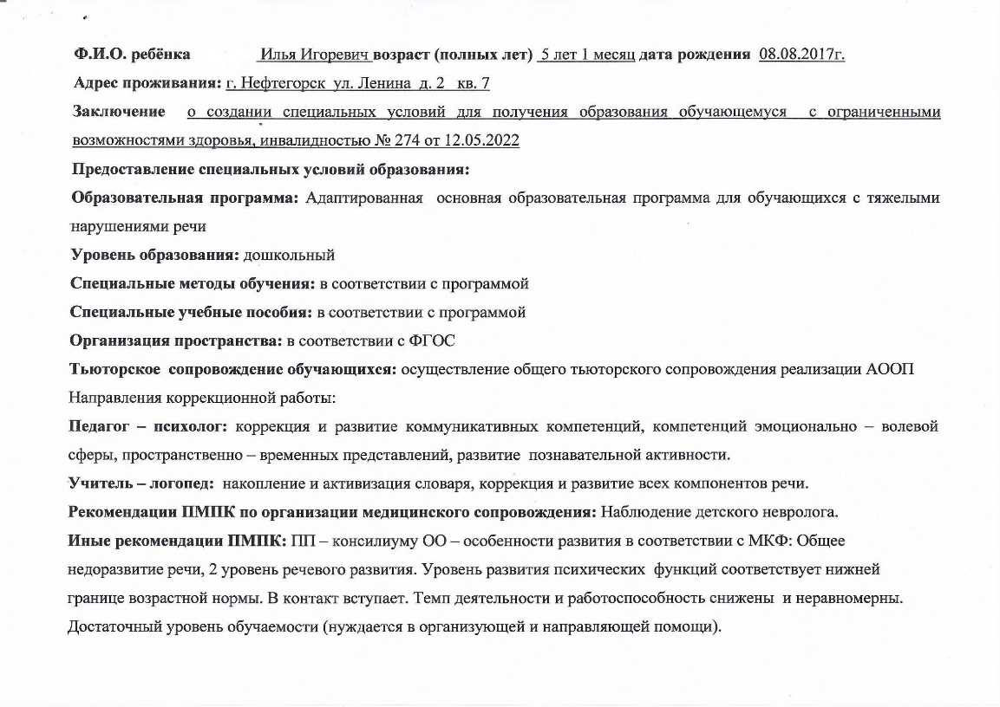 Ф.И.О. ребёнка Илья Игоревич возраст (полных лет) 5 лет 1 месяц дата рождения 08.08.2017г.
Адрес проживания: г. Нефтегорск ул. Ленина д. 2 кв. 7
Заключение о создании специальных условий для получения образования обучающемуся с ограниченными
возможностями здоровья, инвалидностью № 274 от 12.05.2022
Предоставление специальных условий образования:
Образовательная программа: Адаптированная основная образовательная программа для обучающихся с тяжелыми
нарушениями речи
Уровень образования: дошкольный
Специальные методы обучения: в соответствии с программой
Специальные учебные пособия: в соответствии с программой
Организация пространства: в соответствии с ФГОС
Тьюторское сопровождение обучающихся: осуществление общего тьюторского сопровождения реализации АООП
Направления коррекционной работы:
Педагог – психолог: коррекция и развитие коммуникативных компетенций, компетенций эмоционально – волевой
сферы, пространственно – временных представлений, развитие познавательной активности.
Учитель – логопед: накопление и активизация словаря, коррекция и развитие всех компонентов речи.
Рекомендации ПМПК по организации медицинского сопровождения: Наблюдение детского невролога.
Иные рекомендации ПМПК: ПП – консилиуму ОО – особенности развития в соответствии с МКФ: Общее
недоразвитие речи, 2 уровень речевого развития. Уровень развития психических функций соответствует нижней
границе возрастной нормы. В контакт вступает. Темп деятельности и работоспособность снижены и неравномерны.
Достаточный уровень обучаемости (нуждается в организующей и направляющей помощи).